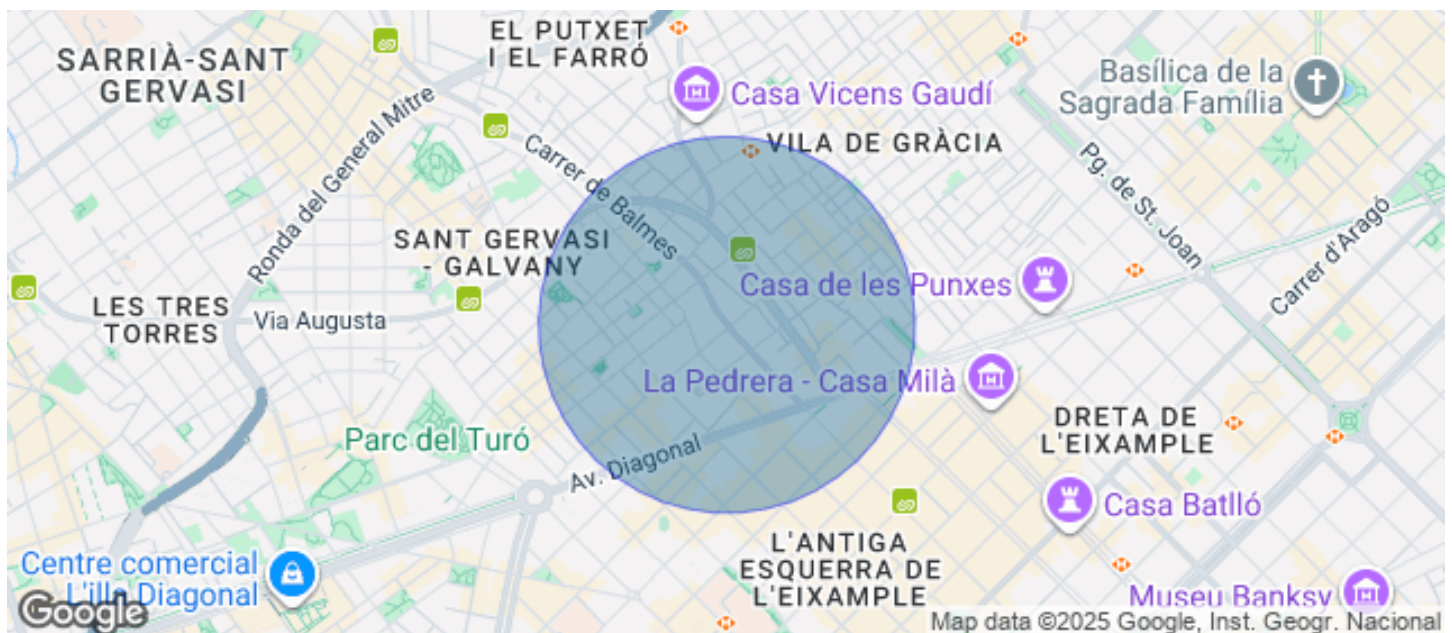 EL PUTXET
I EL FARRÓ
SARRIÀ-SANT
GERVASI
Basílica de la
Sagrada Família
Casa Vicens Gaudí
Ronda del General Mitre
Carrer de Balmes
VILA DE GRÀCIA
Pg. de St. Joan
Carrer d'Aragó
SANT GERVASI
- GALVANY
Casa de les Punxes
LES TRES
TORRES
Via Augusta
La Pedrera - Casa Milà
Parc del Turó
Av. Diagonal
DRETA DE
L'EIXAMPLE
Casa Batlló
L'ANTIGA
ESQUERRA DE
L'EIXAMPLE
Centre comercial
L'illa Diagonal
Museu Banksy
Google
Map data ©2025 Google, Inst. Geogr. Nacional